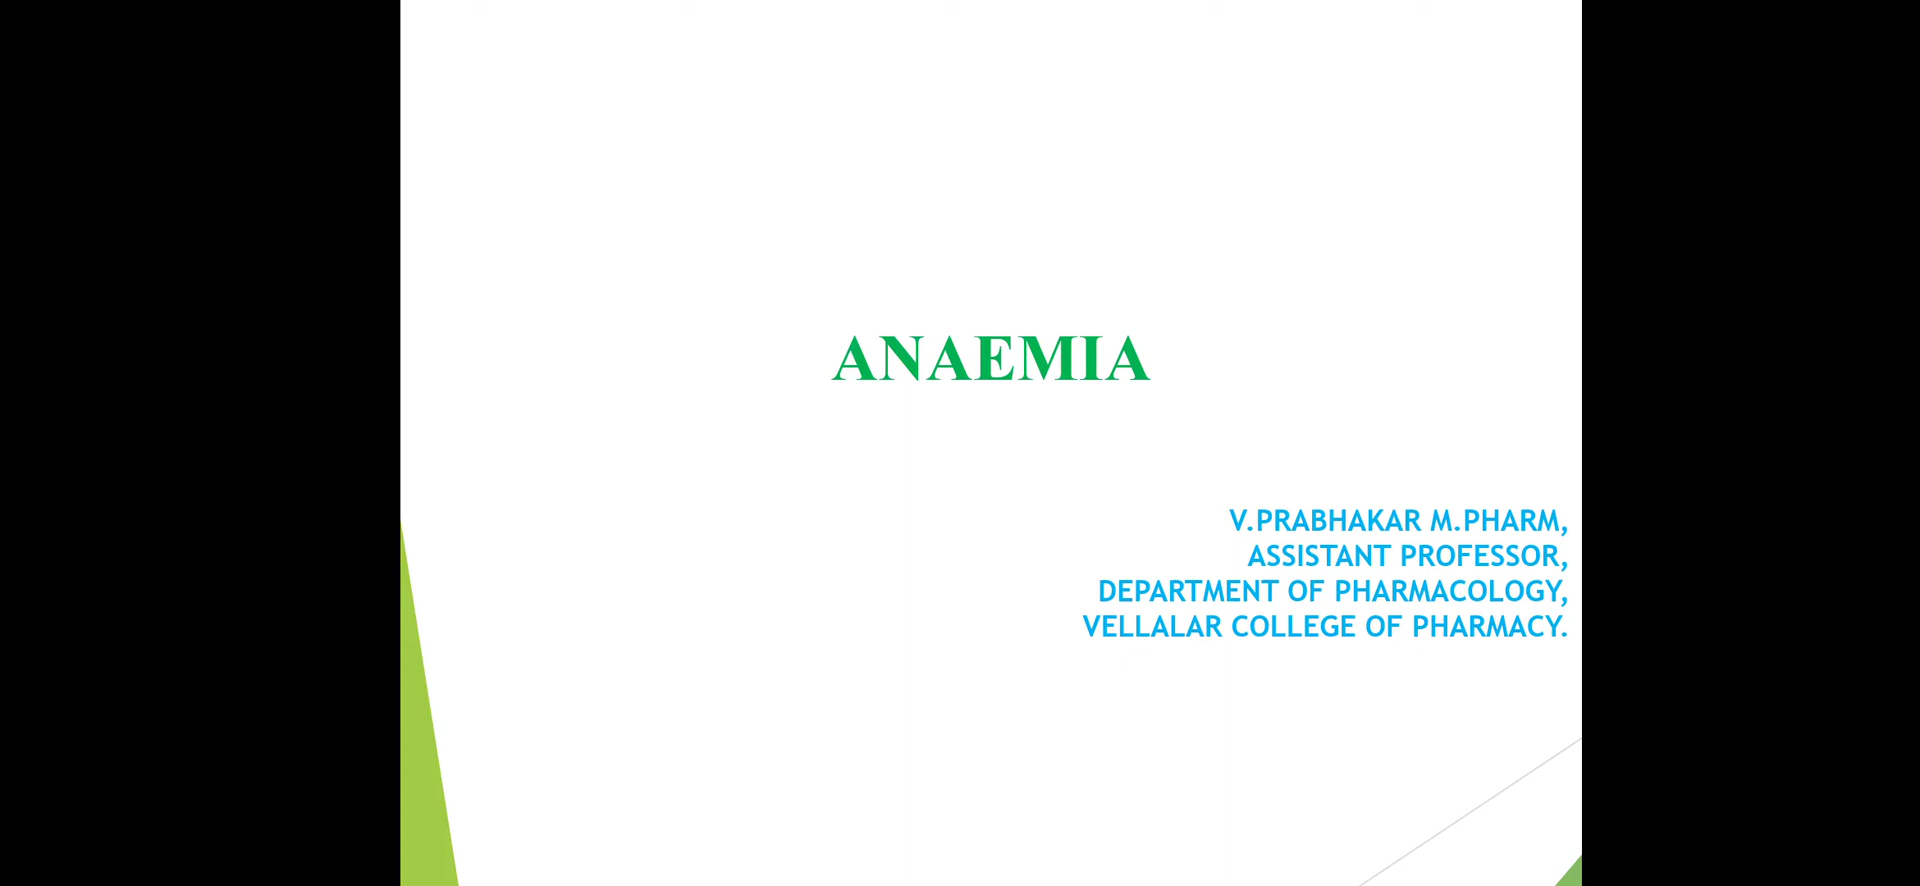 ANAEMIA
V.PRABHAKAR M.PHARM,
ASSISTANT PROFESSOR,
DEPARTMENT OF PHARMACOLOGY,
VELLALAR COLLEGE OF PHARMACY.